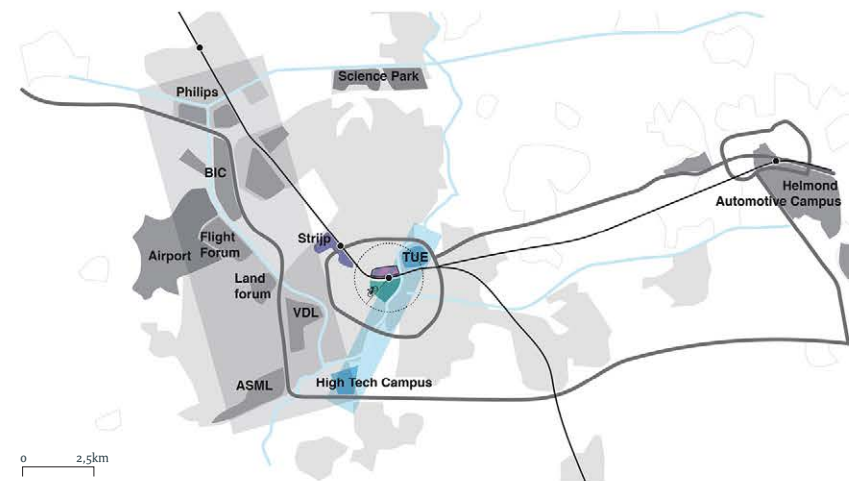 Science Park
Philips
BIC
Helmond
Automotive Campus
Strijp
Flight
Forum
Airport
TUE
Land
forum
VDL
ASML
High Tech Campus
0 2,5km